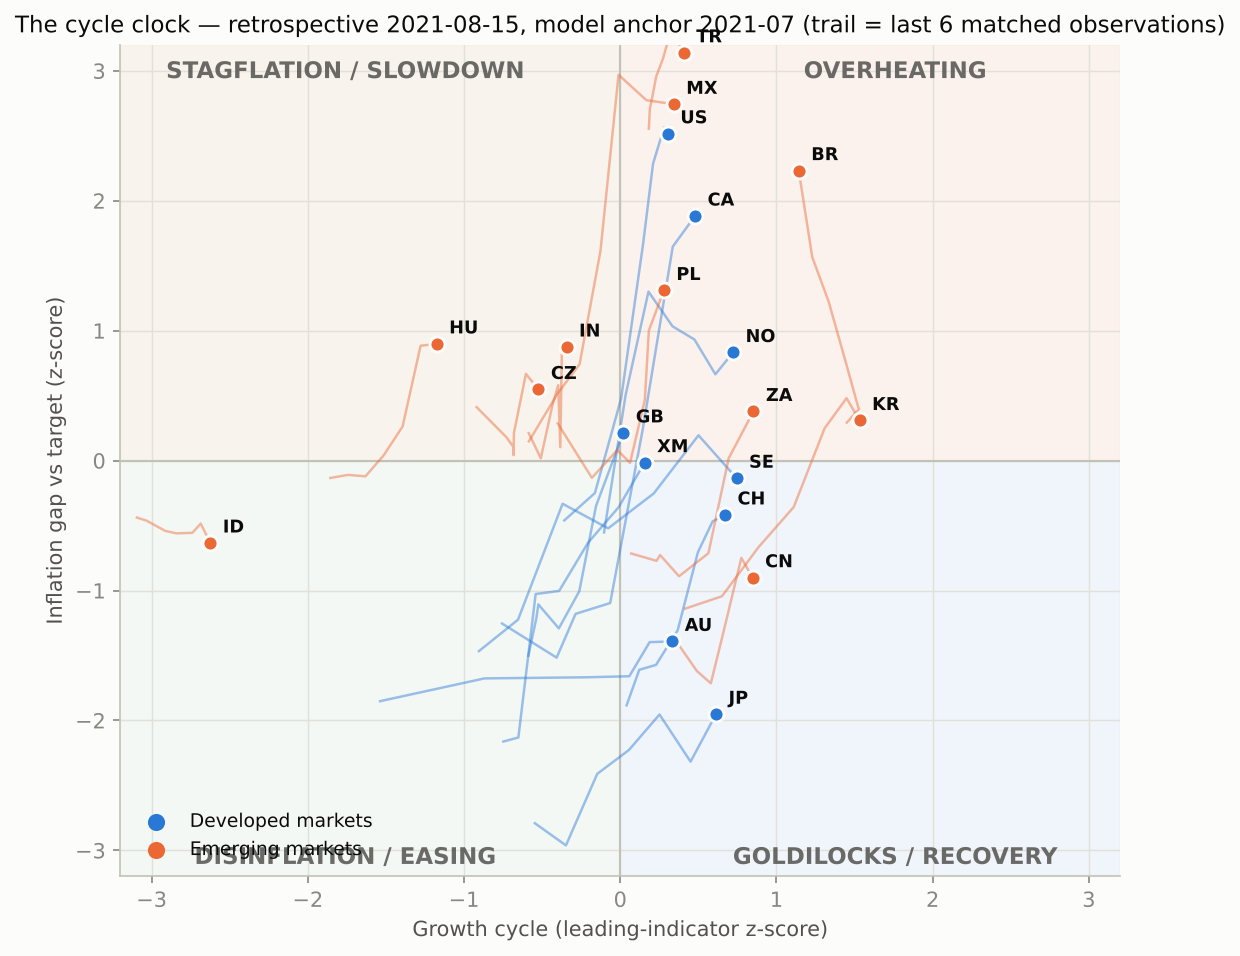 The cycle clock — retrospective 2021-08-15, model anchor 2021-07 (trail = last 6 matched observations)
TR
STAGFLATION / SLOWDOWN
OVERHEATING
MX
US
BR
CA
PL
HU
IN
NO
CZ
ZA
KR
GB
XM
SE
CH
ID
CN
AU
JP
Developed markets
Emerging markets
DISINFLATION / EASING
GOLDILOCKS / RECOVERY
3
2
1
0
−1
−2
−3
−3
−2
−1
0
1
2
3
Inflation gap vs target (z-score)
Growth cycle (leading-indicator z-score)